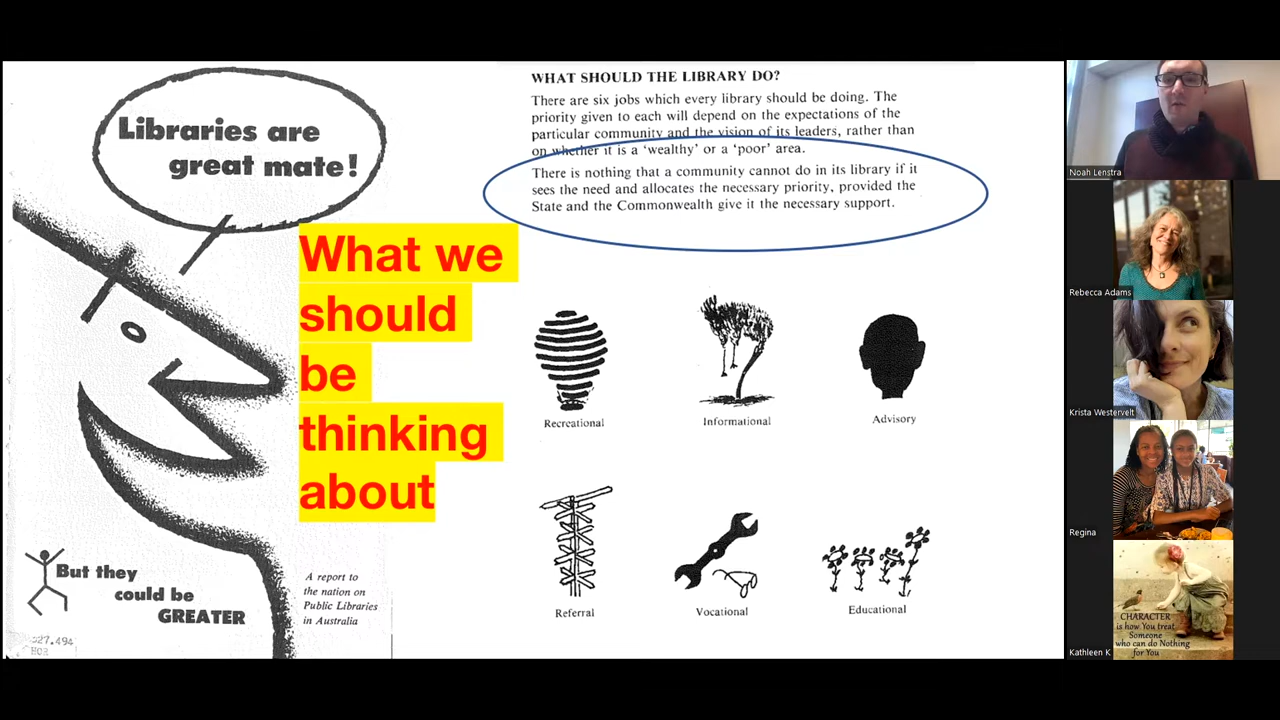 Libraries are
great mate!
What we
should
be
thinking
about
But they
could be
GREATER
A report to
the nation on
Public Libraries
in Australia
WHAT SHOULD THE LIBRARY DO?
There are six jobs which every library should be doing. The
priority given to each will depend on the expectations of the
particular community and the vision of its leaders, rather than
on whether it is a ‘wealthy’ or a ‘poor’ area.
There is nothing that a community cannot do in its library if it
sees the need and allocates the necessary priority, provided the
State and the Commonwealth give it the necessary support.
Recreational
Informational
Advisory
Referral
Vocational
Educational
Noah Lenstra
Rebecca Adams
Krista Westervelt
Regina
CHARACTER
is how You treat
Someone
who can do Nothing
for You
Kathleen K